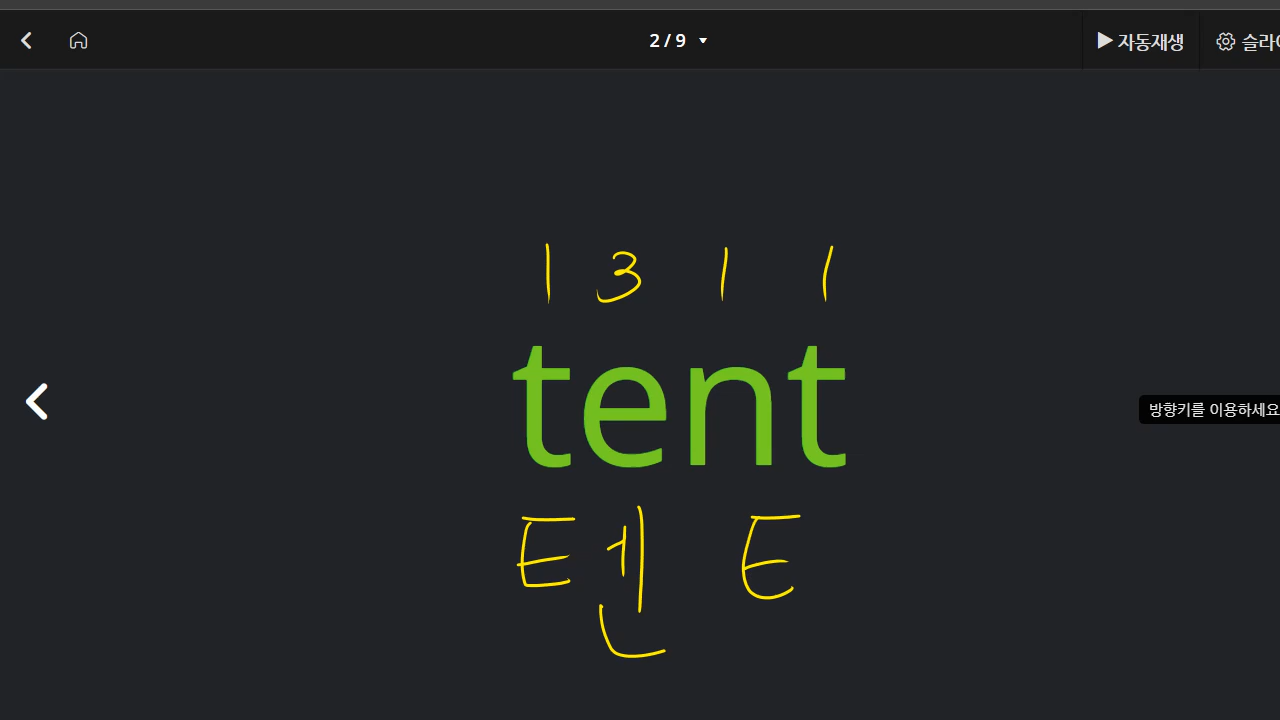 2 / 9 자동재생
1 3 1 1
tent
방향키를 이용하세요
텐 ㅌ